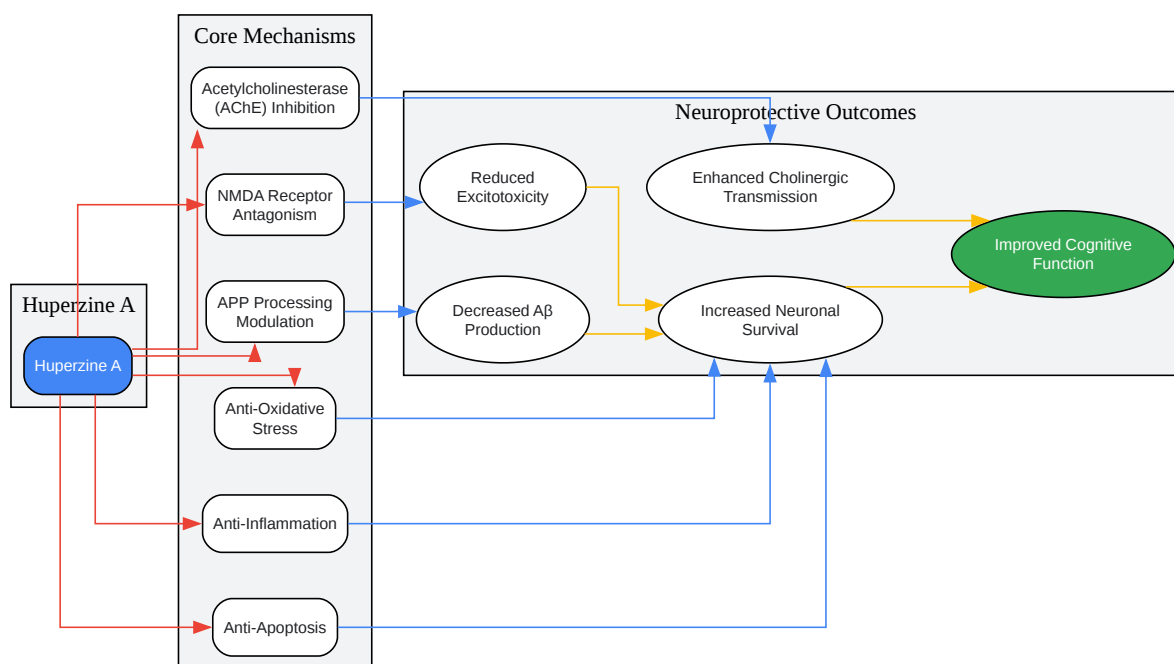 Core Mechanisms
Acetylcholinesterase
(AChE) Inhibition
Neuroprotective Outcomes
NMDA Receptor
Antagonism
Reduced
Excitotoxicity
Enhanced Cholinergic
Transmission
Improved Cognitive
Function
Huperzine A
Huperzine A
APP Processing
Modulation
Decreased Aβ
Production
Increased Neuronal
Survival
Anti-Oxidative
Stress
Anti-Inflammation
Anti-Apoptosis